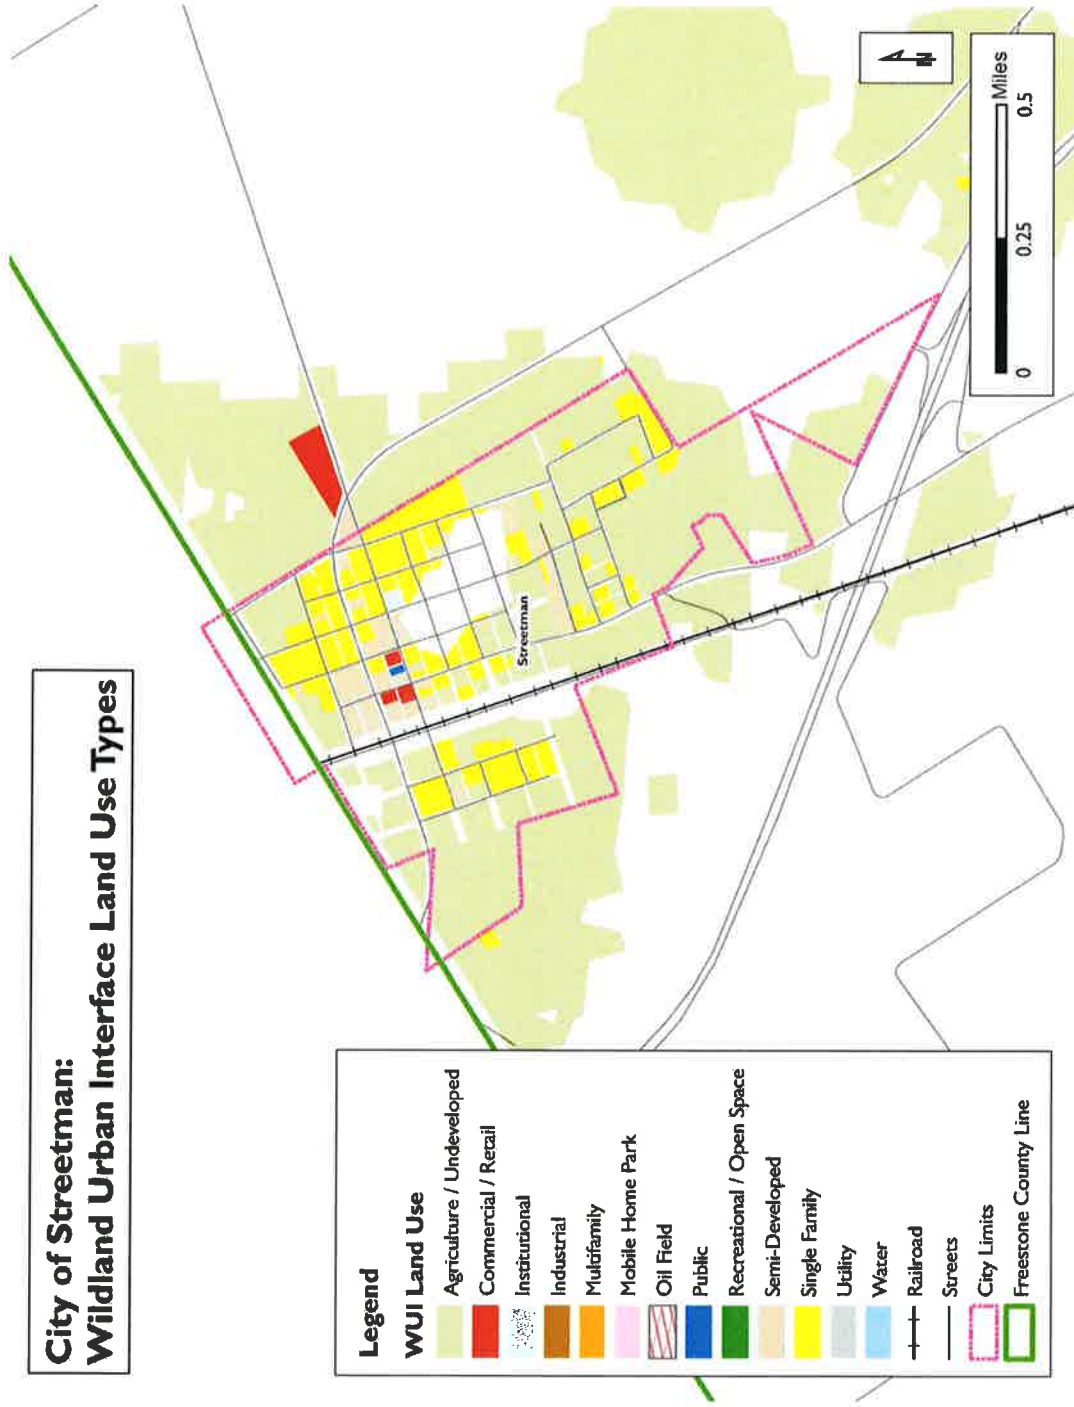 City of Streetman:
Wildland Urban Interface Land Use Types
Legend
WUI Land Use
Agriculture / Undeveloped
Commercial / Retail
Institutional
Industrial
Multifamily
Mobile Home Park
Oil Field
Public
Recreational / Open Space
Semi-Developed
Single Family
Utility
Water
Railroad
Streets
City Limits
Freestone County Line
Streetman
N
Miles
0 0.25 0.5